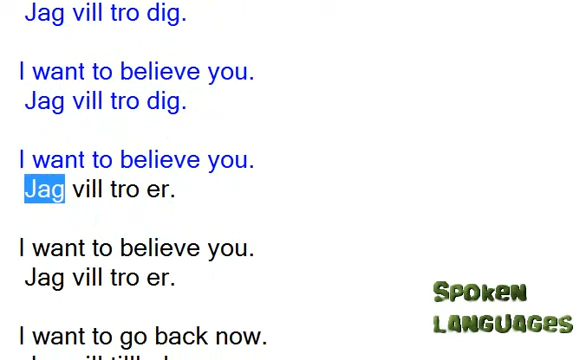 Jag vill tro dig.
I want to believe you.
Jag vill tro dig.
I want to believe you.
Jag vill tro er.
I want to believe you.
Jag vill tro er.
I want to go back now.
Spoken
Languages